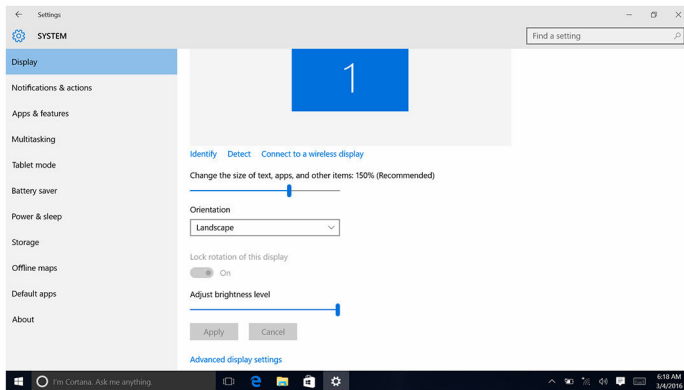 Settings
SYSTEM
Find a setting
Display
Notifications & actions
Apps & features
Multitasking
Tablet mode
Battery saver
Power & sleep
Storage
Offline maps
Default apps
About
1
Identify Detect Connect to a wireless display
Change the size of text, apps, and other items: 150% (Recommended)
Orientation
Landscape
Lock rotation of this display
On
Adjust brightness level
Apply Cancel
Advanced display settings
I'm Cortana. Ask me anything.
6:18 AM
3/4/2016